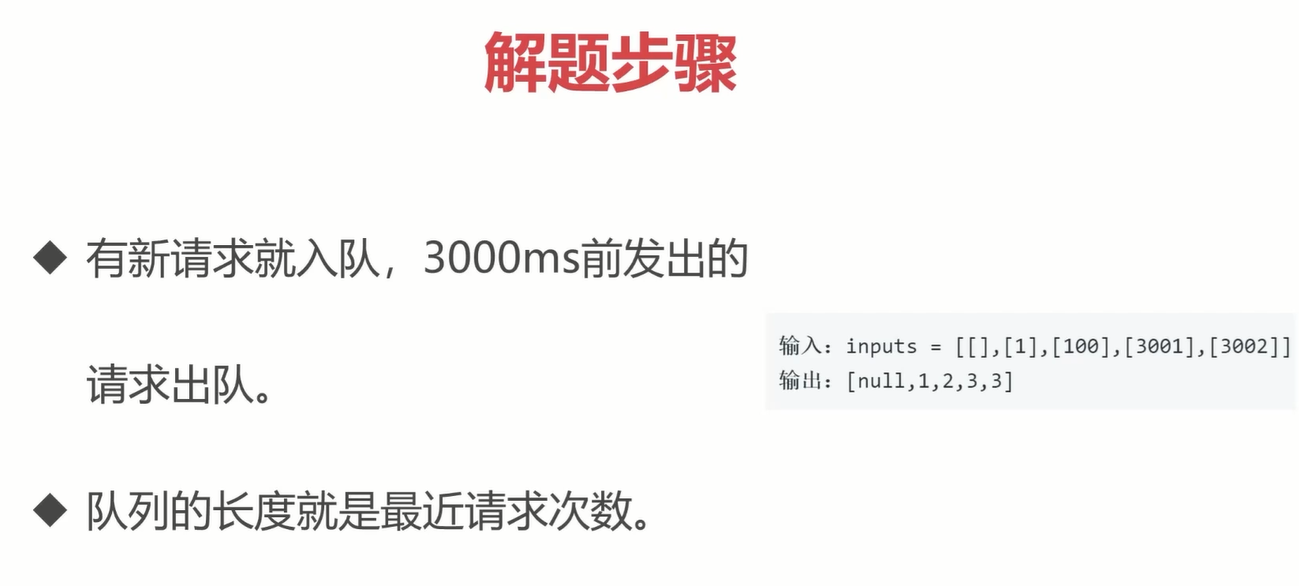 解题步骤
◆ 有新请求就入队，3000ms前发出的
请求出队。
输入：inputs = [[],[1],[100],[3001],[3002]]
输出：[null,1,2,3,3]
◆ 队列的长度就是最近请求次数。